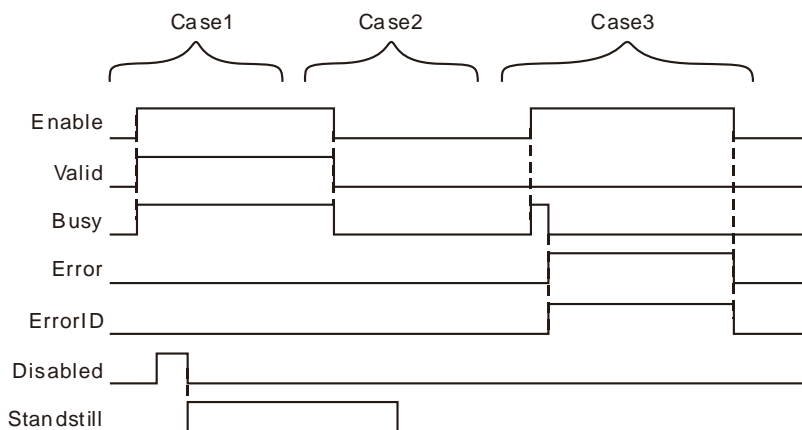 Case1 Case2 Case3
Enable
Valid
Busy
Error
ErrorID
Disabled
Standstill